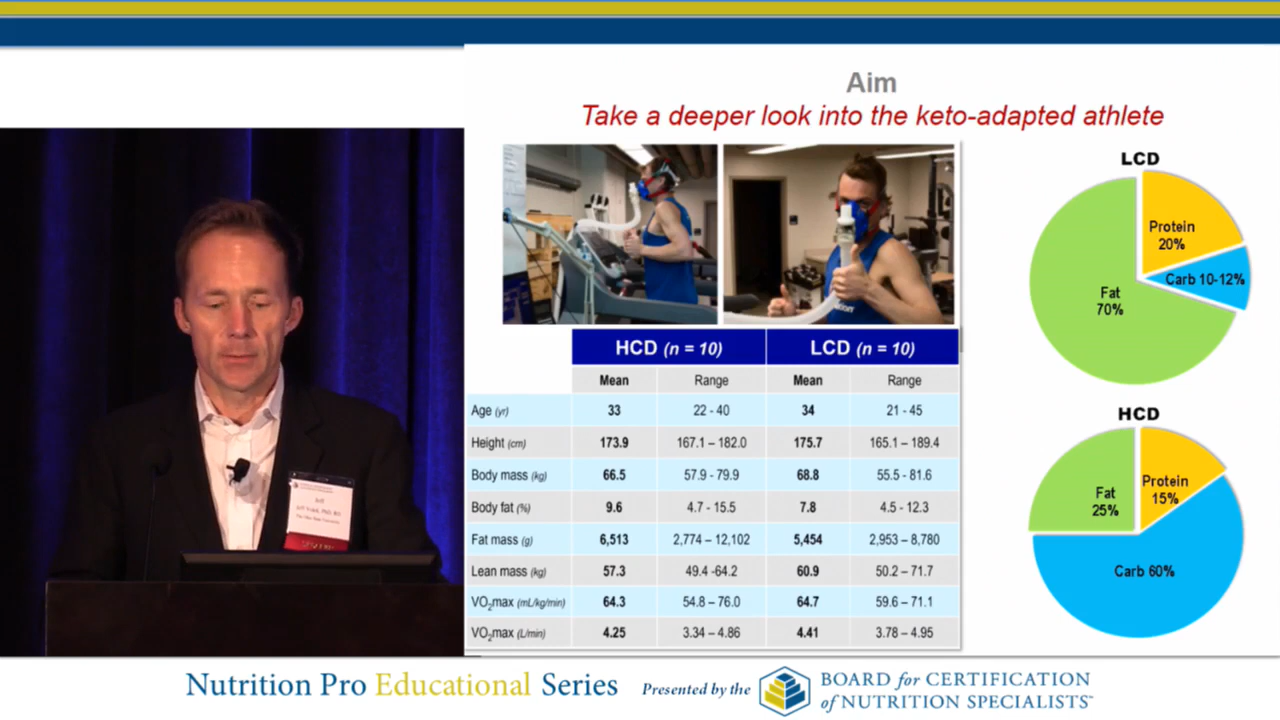 Aim
Take a deeper look into the keto-adapted athlete
HCD (n = 10) LCD (n = 10)
Mean Range Mean Range
Age (yr) 33 22 - 40 34 21 - 45
Height (cm) 173.9 167.1 – 182.0 175.7 165.1 – 189.4
Body mass (kg) 66.5 57.9 - 79.9 68.8 55.5 - 81.6
Body fat (%) 9.6 4.7 - 15.5 7.8 4.5 - 12.3
Fat mass (g) 6,513 2,774 – 12,102 5,454 2,953 – 8,780
Lean mass (kg) 57.3 49.4 -64.2 60.9 50.2 – 71.7
VO2max (mL/kg/min) 64.3 54.8 – 76.0 64.7 59.6 – 71.1
VO2max (L/min) 4.25 3.34 – 4.86 4.41 3.78 – 4.95
LCD
Protein
20%
Carb 10-12%
Fat
70%
HCD
Fat
25%
Protein
15%
Carb 60%
Jeff
Jeff Volek, PhD, RD
Nutrition Pro Educational Series Presented by the
BOARD for CERTIFICATION
of NUTRITION SPECIALISTS™